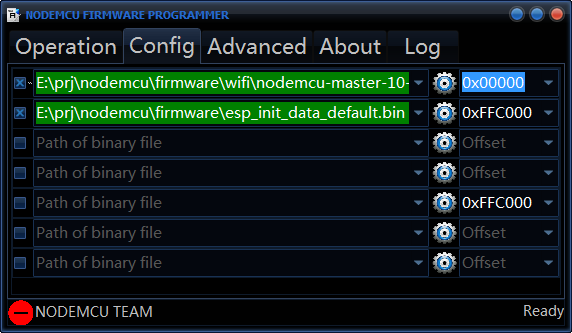 NODEMCU FIRMWARE PROGRAMMER
Operation Config Advanced About Log
E:\prj\nodemcu\firmware\wifi\nodemcu-master-10- 0x00000
E:\prj\nodemcu\firmware\esp_init_data_default.bin 0xFFC000
Path of binary file Offset
Path of binary file Offset
Path of binary file 0xFFC000
Path of binary file Offset
Path of binary file Offset
NODEMCU TEAM Ready